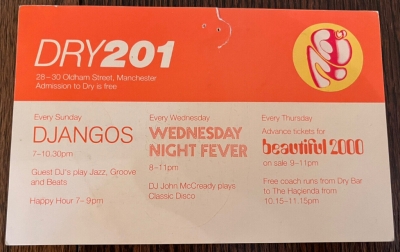 DRY201
28–30 Oldham Street, Manchester
Admission to Dry is free
Every Sunday
DJANGOS
7–10.30pm
Guest DJ's play Jazz, Groove
and Beats
Happy Hour 7–9pm
Every Wednesday
WEDNESDAY
NIGHT FEVER
8–11pm
DJ John McCready plays
Classic Disco
Every Thursday
Advance tickets for
beautiful 2000
on sale 9–11pm
Free coach runs from Dry Bar
to The Haçienda from
10.15–11.15pm